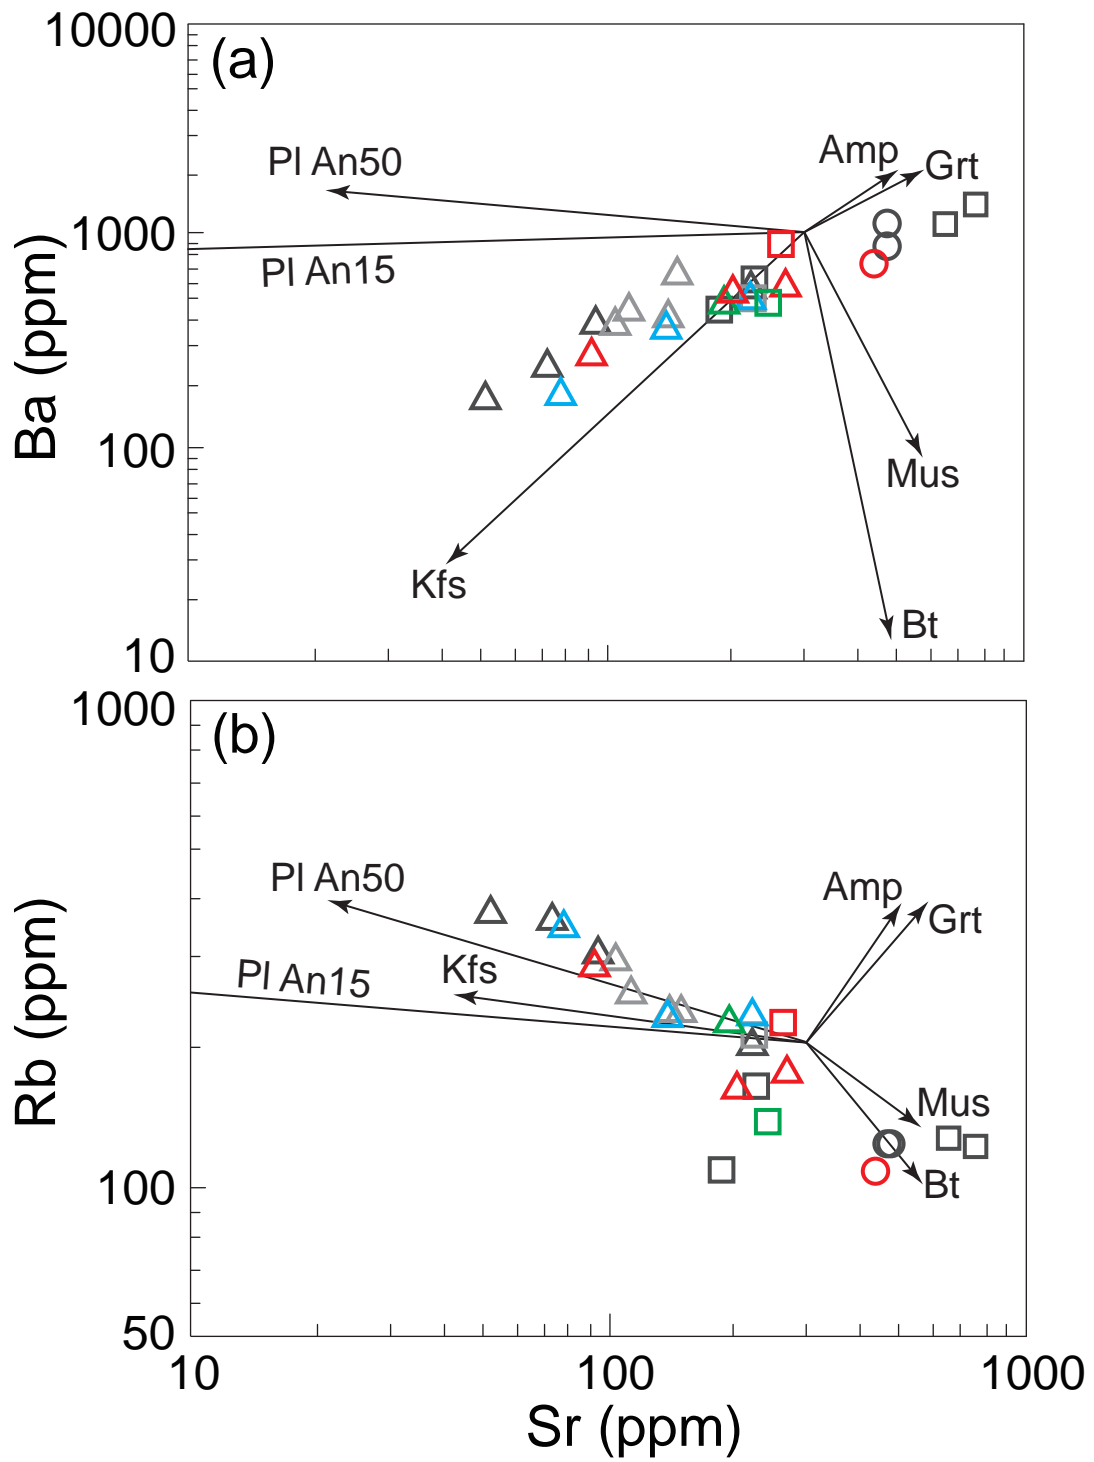 10000
(a)
Amp
Pl An50
Grt
1000
Pl An15
Ba (ppm)
100
Mus
Kfs
Bt
10
1000
(b)
Pl An50
Amp
Grt
Kfs
Pl An15
Rb (ppm)
Mus
100
Bt
50
10 100 1000
Sr (ppm)